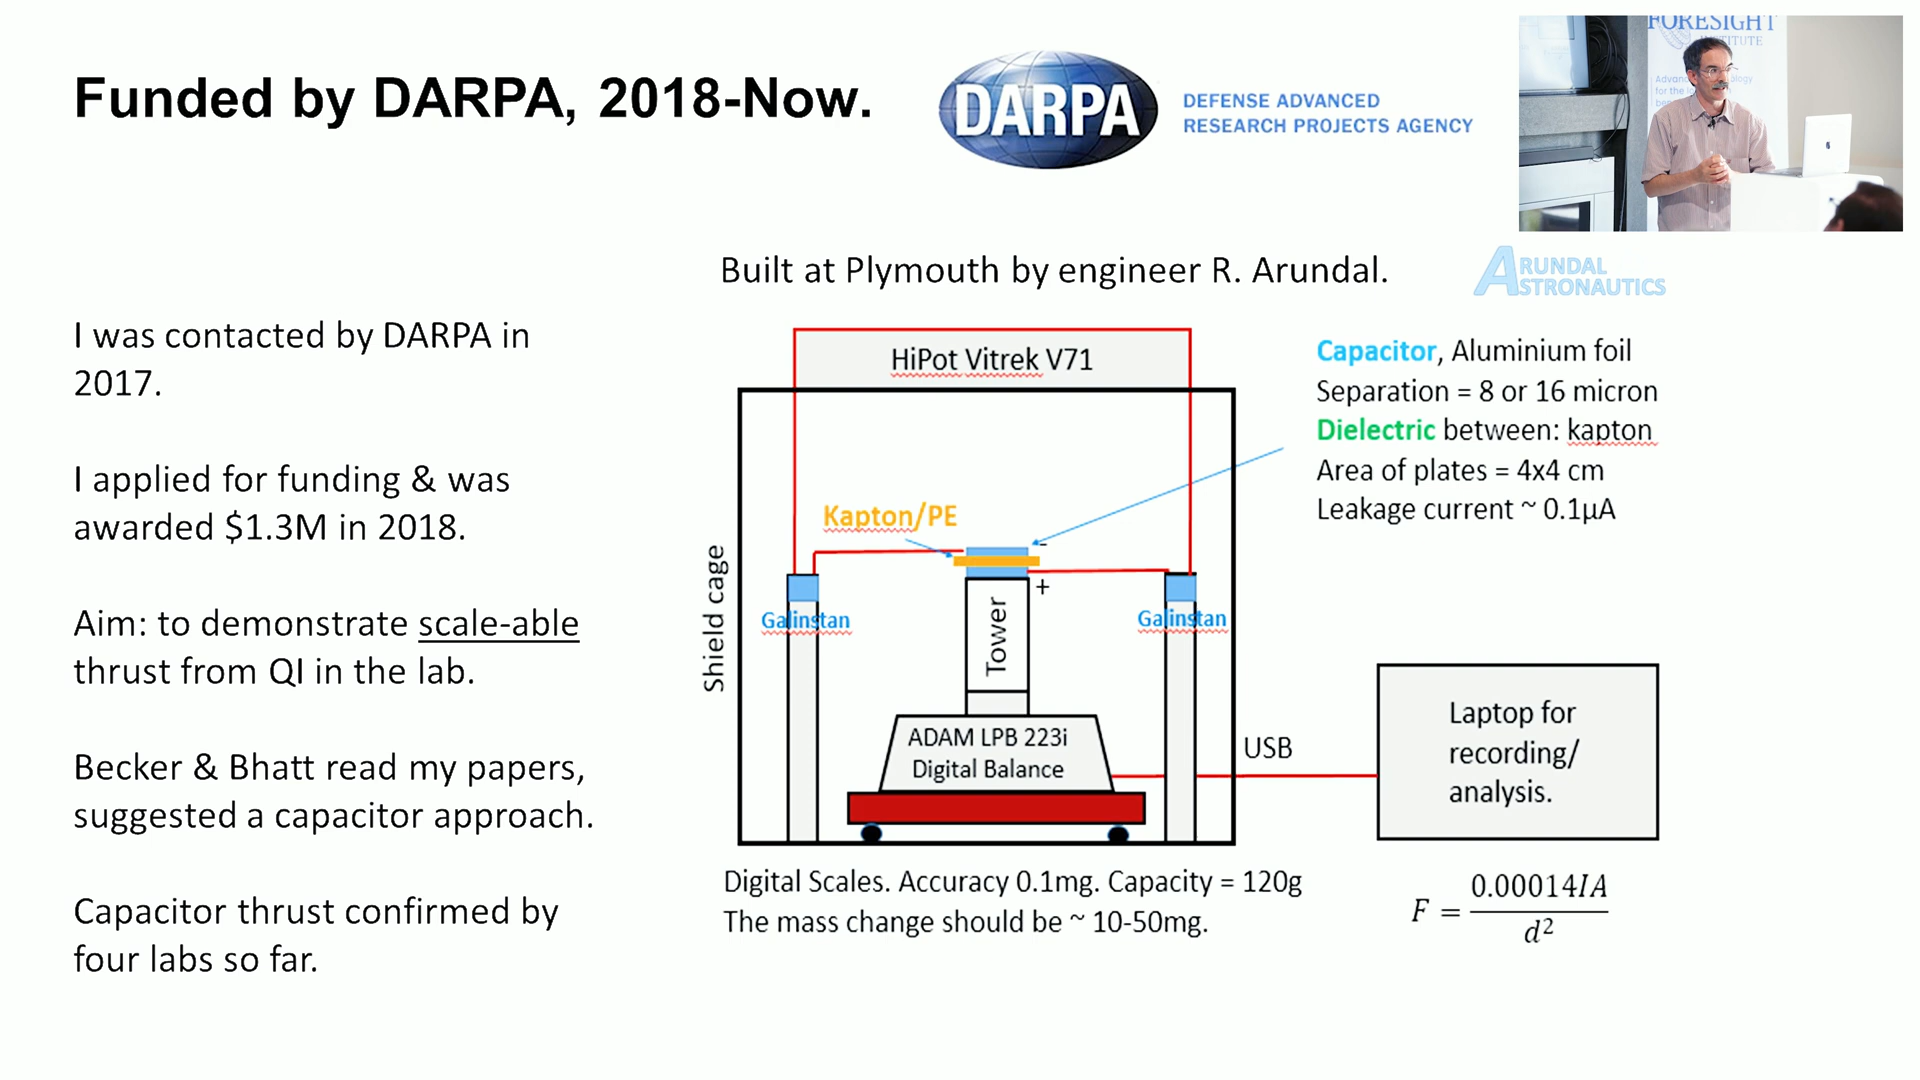 Funded by DARPA, 2018-Now.
DARPA
DEFENSE ADVANCED
RESEARCH PROJECTS AGENCY
FORESIGHT
INSTITUTE
Built at Plymouth by engineer R. Arundal.
ARUNDAL
ASTRONAUTICS
I was contacted by DARPA in
2017.
I applied for funding & was
awarded $1.3M in 2018.
Aim: to demonstrate scale-able
thrust from QI in the lab.
Becker & Bhatt read my papers,
suggested a capacitor approach.
Capacitor thrust confirmed by
four labs so far.
HiPot Vitrek V71
Capacitor, Aluminium foil
Separation = 8 or 16 micron
Dielectric between: kapton
Area of plates = 4x4 cm
Leakage current ~ 0.1µA
Kapton/PE
-
+
Galinstan
Galinstan
Shield cage
Tower
ADAM LPB 223i
Digital Balance
USB
Laptop for
recording/
analysis.
Digital Scales. Accuracy 0.1mg. Capacity = 120g
The mass change should be ~ 10-50mg.
F = 0.00014IA / d²